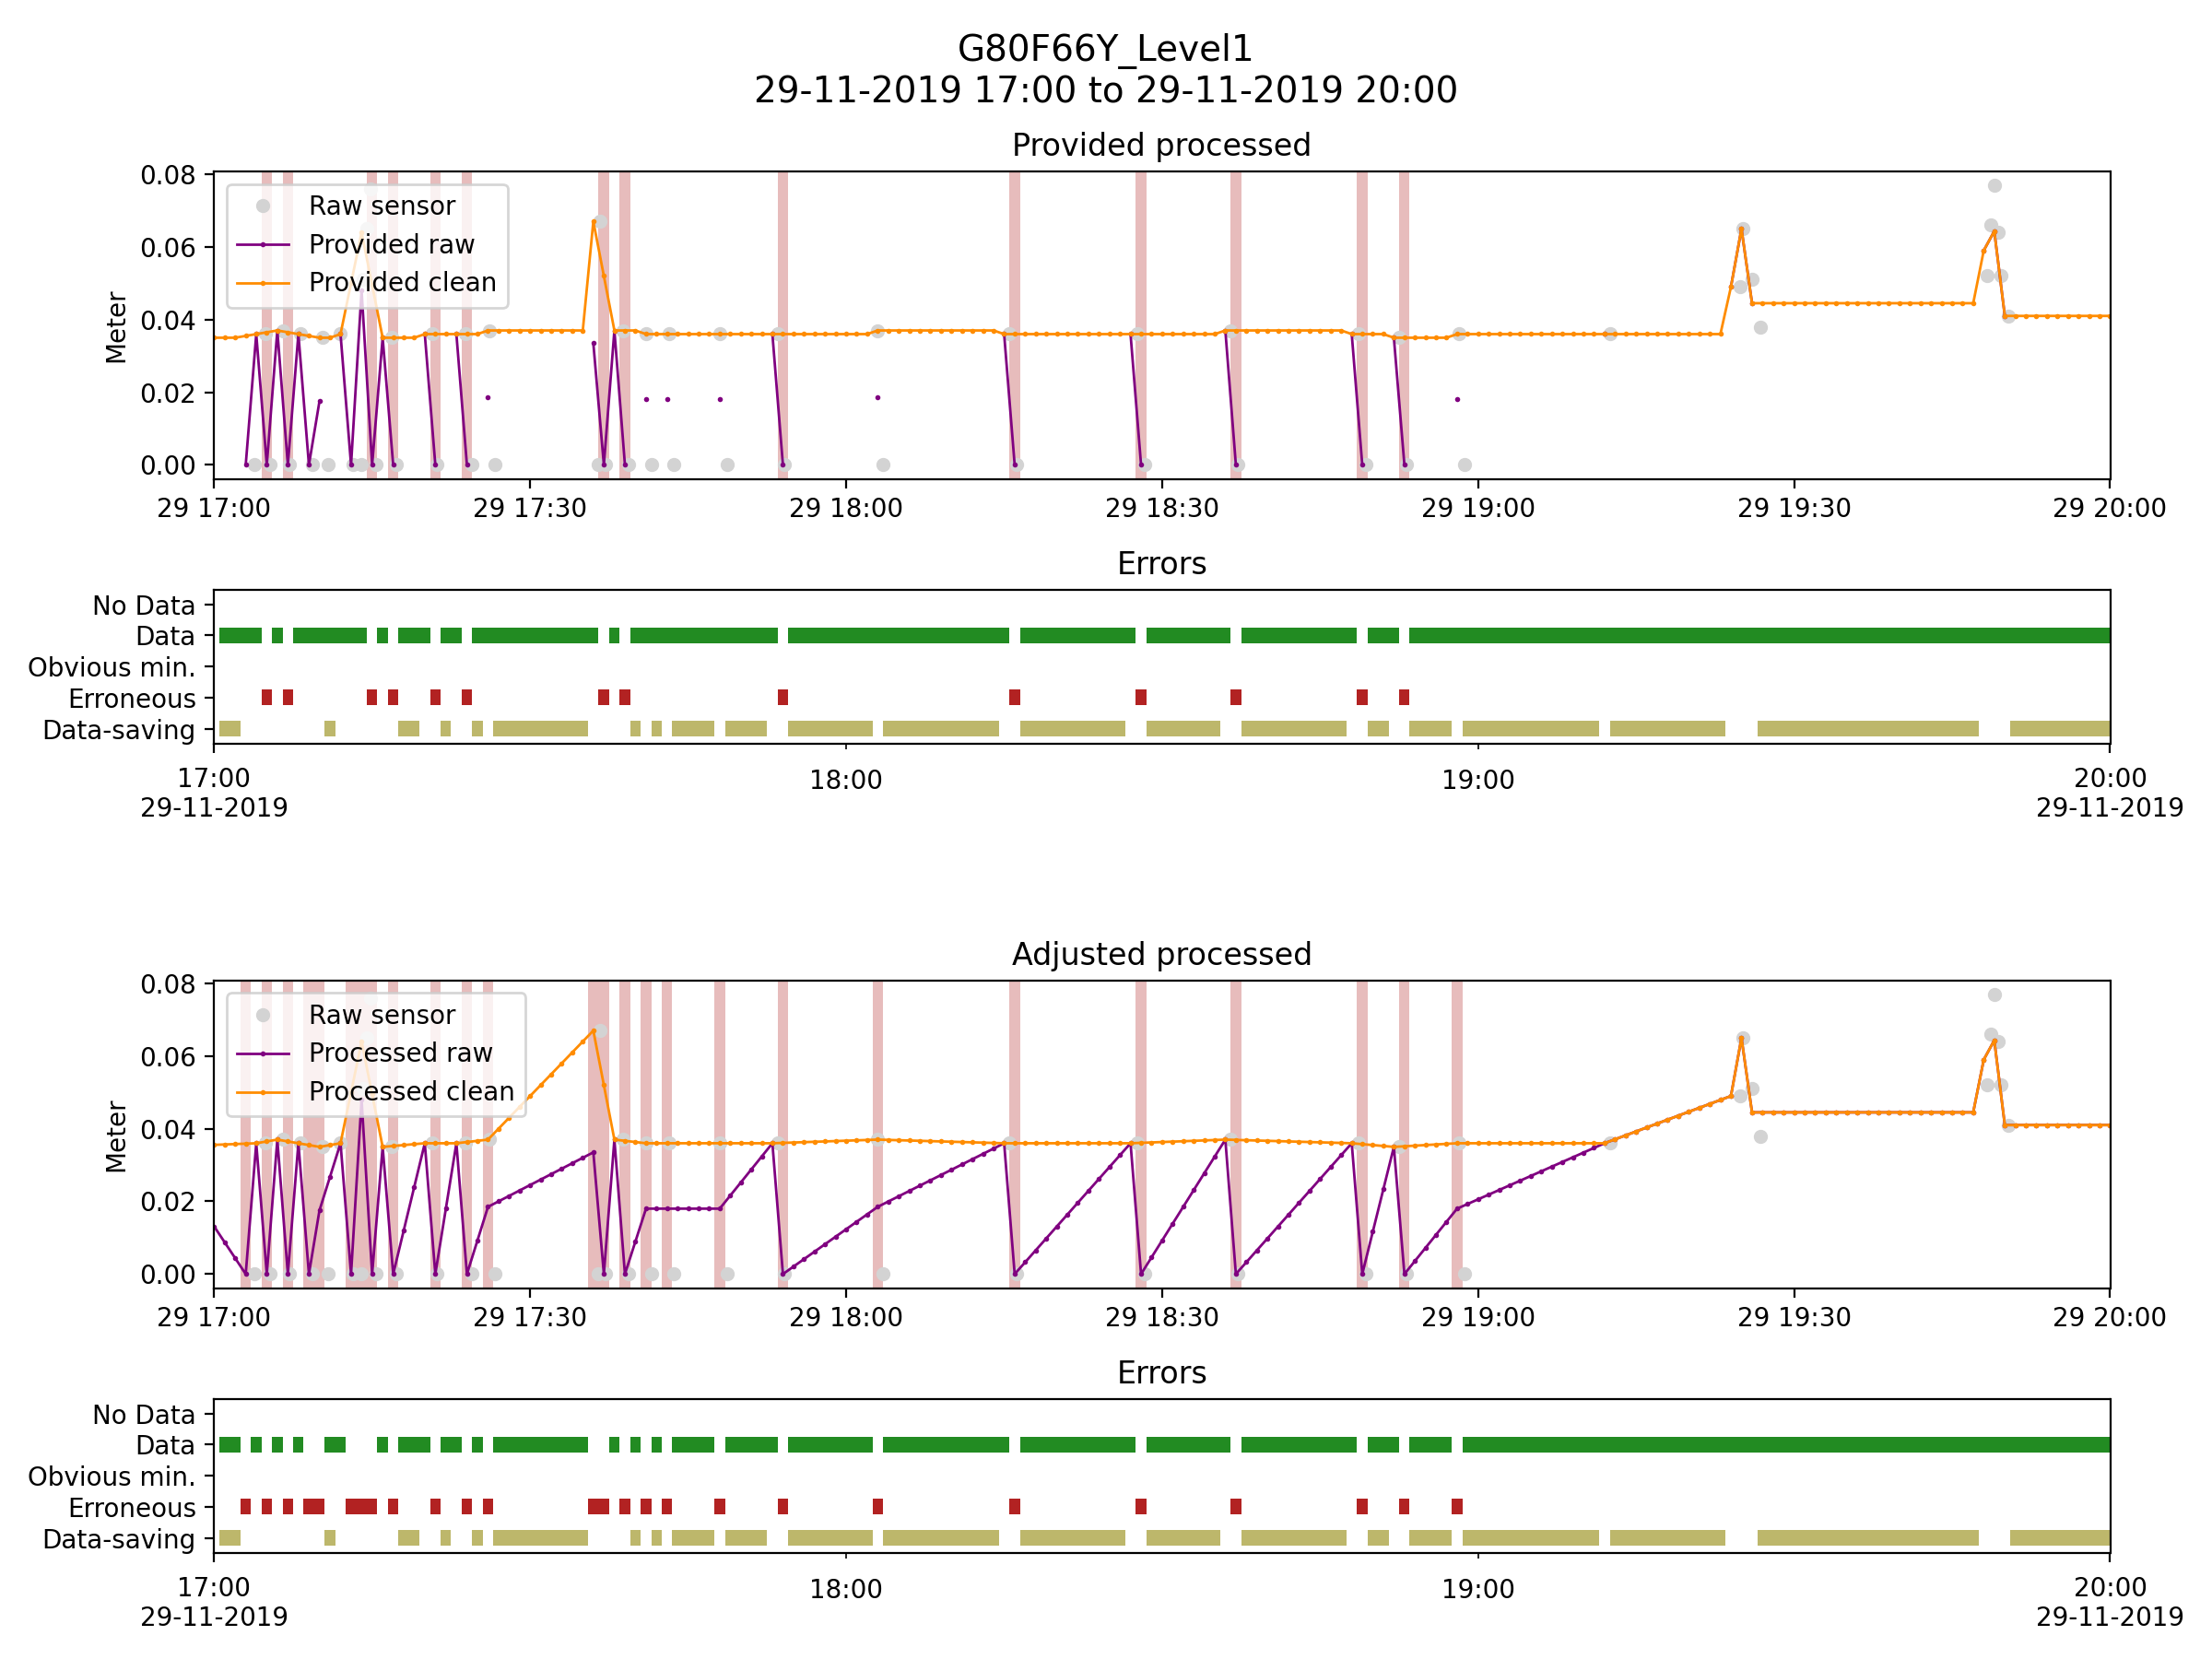 G80F66Y_Level1
29-11-2019 17:00 to 29-11-2019 20:00
Provided processed
0.08
0.06
0.04
0.02
0.00
Meter
Raw sensor
Provided raw
Provided clean
29 17:00 29 17:30 29 18:00 29 18:30 29 19:00 29 19:30 29 20:00
Errors
No Data
Data
Obvious min.
Erroneous
Data-saving
17:00 18:00 19:00 20:00
29-11-2019 29-11-2019
Adjusted processed
0.08
0.06
0.04
0.02
0.00
Meter
Raw sensor
Processed raw
Processed clean
29 17:00 29 17:30 29 18:00 29 18:30 29 19:00 29 19:30 29 20:00
Errors
No Data
Data
Obvious min.
Erroneous
Data-saving
17:00 18:00 19:00 20:00
29-11-2019 29-11-2019